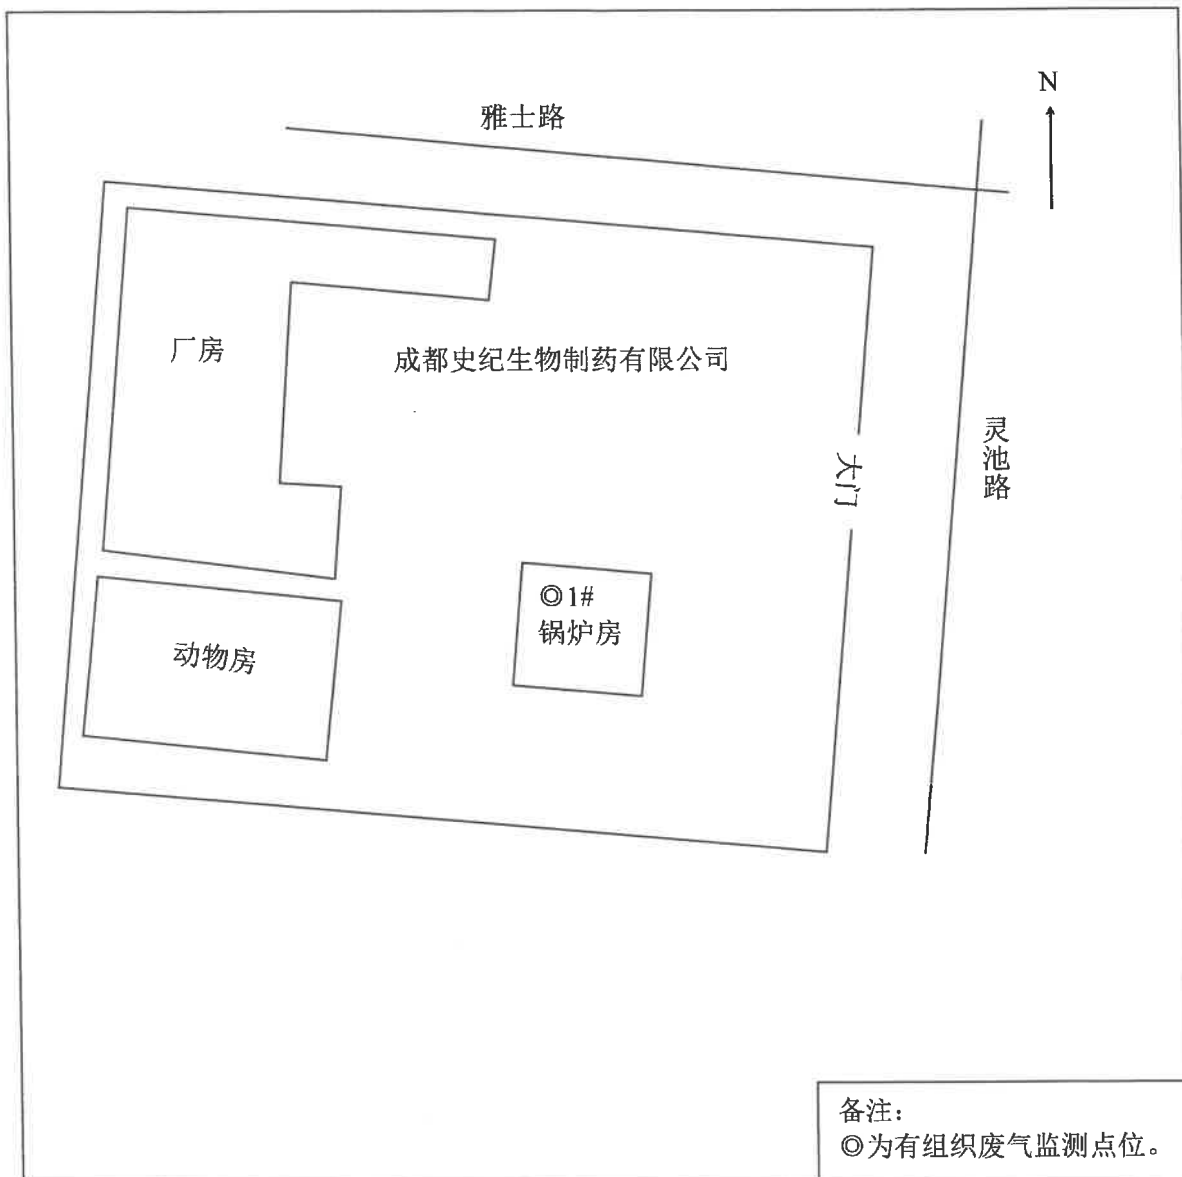 N
雅士路
厂房
成都史纪生物制药有限公司
灵池路
大门
◎1#
锅炉房
动物房
备注：
◎为有组织废气监测点位。